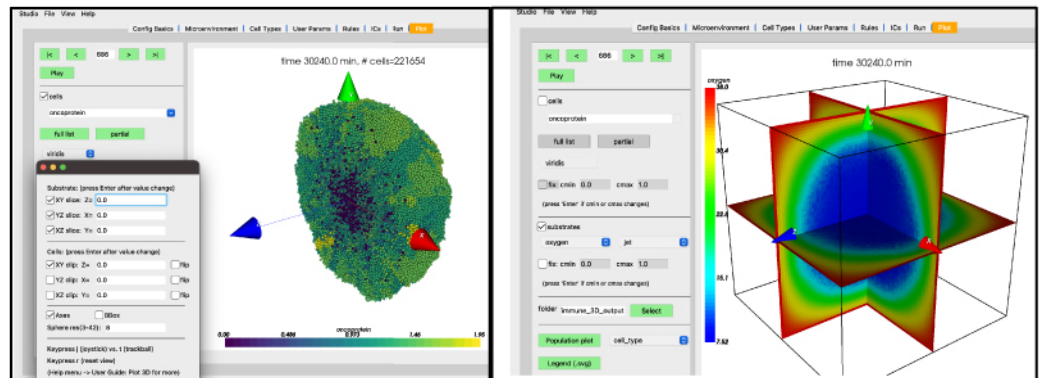 Studio File View Help
Config Basics | Microenvironment | Cell Types | User Params | Rules | ICs | Run | Plot
|< < 686 > >|
Play
cells
oncoprotein
full list partial
viridis
Substrate: (press Enter after value change)
XY slice: Z= 0.0
YZ slice: X= 0.0
XZ slice: Y= 0.0
Cells: (press Enter after value change)
XY clip: Z= 0.0 flip
YZ clip: X= 0.0 flip
XZ clip: Y= 0.0 flip
Axes BBox
Sphere res(3-42): 8
Keypress j (joystick) vs. t (trackball)
Keypress r (reset view)
(Help menu -> User Guide: Plot 3D for more)
time 30240.0 min, # cells=221654
X
oncoprotein
0.00 0.486 0.973 1.46 1.95
Studio File View Help
Config Basics | Microenvironment | Cell Types | User Params | Rules | ICs | Run | Plot
|< < 686 > >|
Play
cells
oncoprotein
full list partial
viridis
fix: cmin 0.0 cmax 1.0
(press 'Enter' if cmin or cmax changes)
substrates
oxygen jet
fix: cmin 0.0 cmax 1.0
(press 'Enter' if cmin or cmax changes)
folder immune_3D_output Select
Population plot cell_type
Legend (.svg)
time 30240.0 min
oxygen
38.0
30.4
22.8
15.1
7.52
Z
X